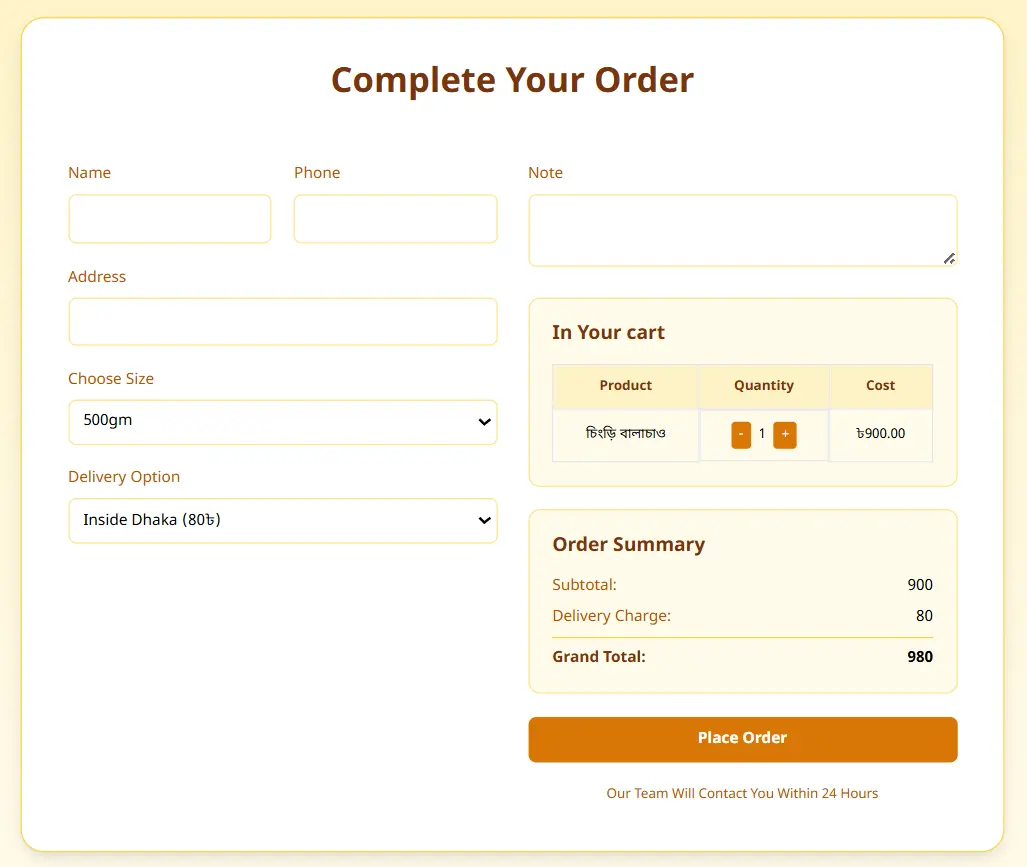 Complete Your Order
Name
Phone
Address
Choose Size
500gm
Delivery Option
Inside Dhaka (80৳)
Note
In Your cart
Product Quantity Cost
চিংড়ি বালাচাও - 1 + ৳900.00
Order Summary
Subtotal: 900
Delivery Charge: 80
Grand Total: 980
Place Order
Our Team Will Contact You Within 24 Hours